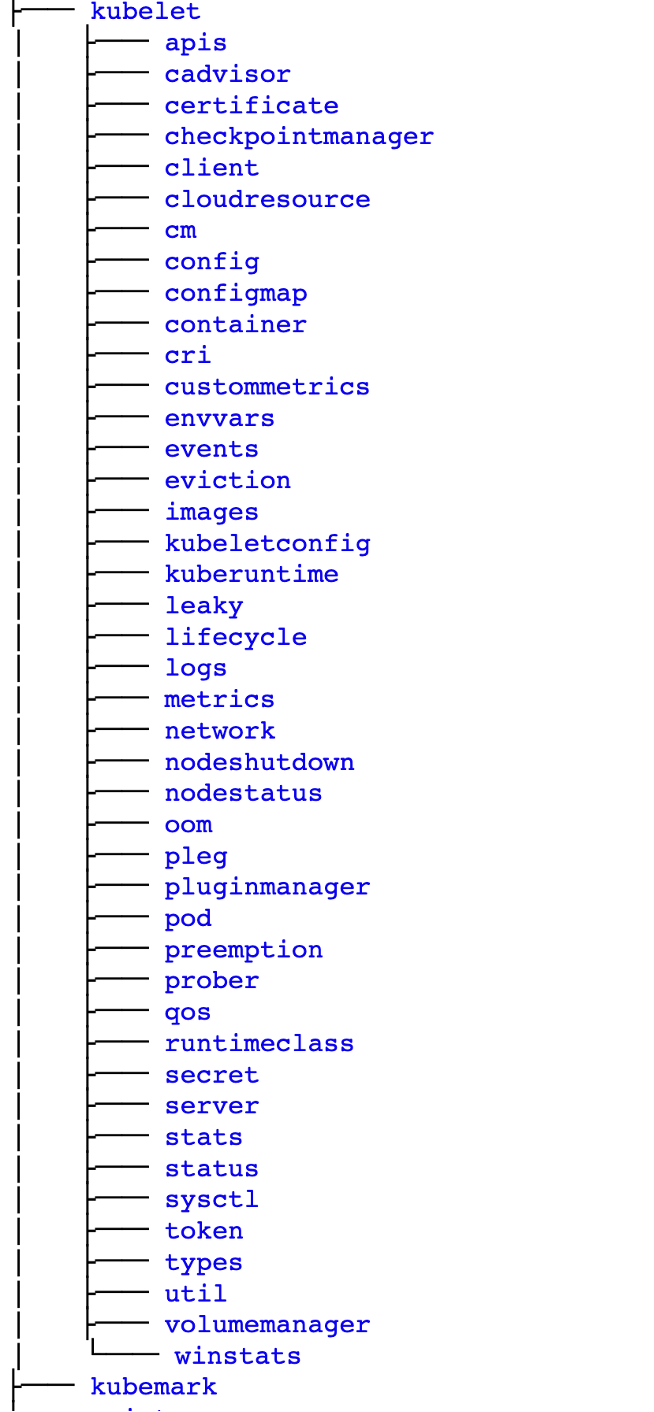 kubelet
apis
cadvisor
certificate
checkpointmanager
client
cloudresource
cm
config
configmap
container
cri
custommetrics
envvars
events
eviction
images
kubeletconfig
kuberuntime
leaky
lifecycle
logs
metrics
network
nodeshutdown
nodestatus
oom
pleg
pluginmanager
pod
preemption
prober
qos
runtimeclass
secret
server
stats
status
sysctl
token
types
util
volumemanager
winstats
kubemark